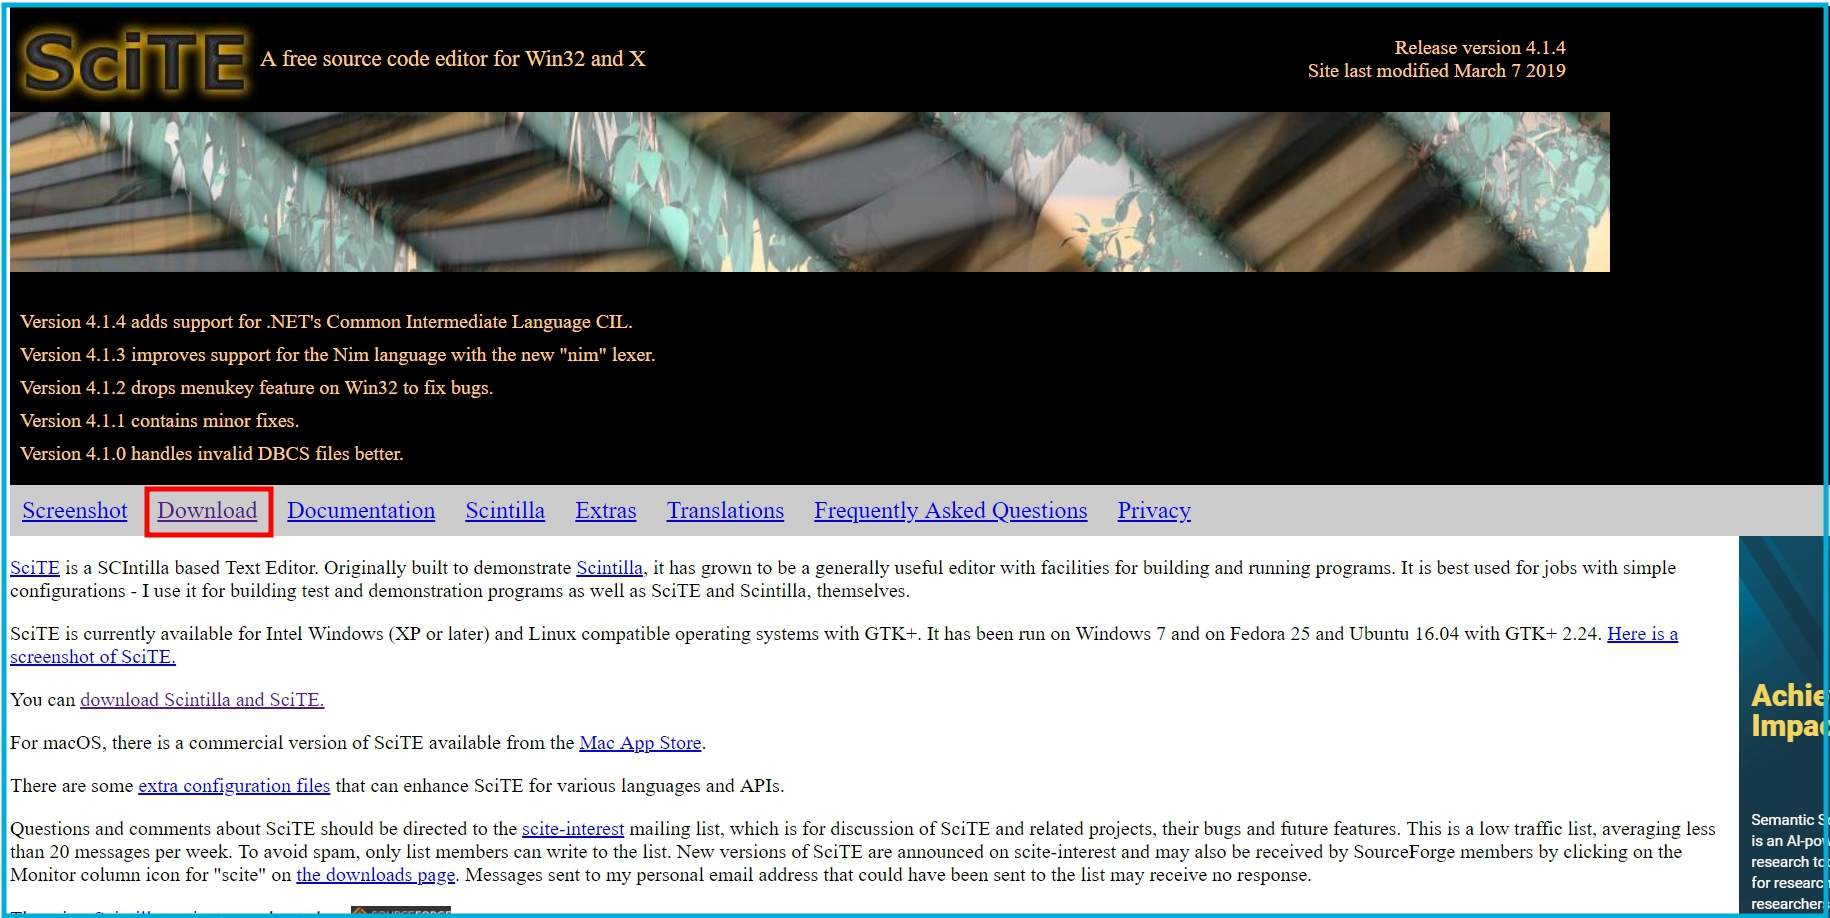 SciTE
A free source code editor for Win32 and X
Release version 4.1.4
Site last modified March 7 2019
Version 4.1.4 adds support for .NET's Common Intermediate Language CIL.
Version 4.1.3 improves support for the Nim language with the new "nim" lexer.
Version 4.1.2 drops menukey feature on Win32 to fix bugs.
Version 4.1.1 contains minor fixes.
Version 4.1.0 handles invalid DBCS files better.
Screenshot Download Documentation Scintilla Extras Translations Frequently Asked Questions Privacy
SciTE is a SCIntilla based Text Editor. Originally built to demonstrate Scintilla, it has grown to be a generally useful editor with facilities for building and running programs. It is best used for jobs with simple
configurations - I use it for building test and demonstration programs as well as SciTE and Scintilla, themselves.
SciTE is currently available for Intel Windows (XP or later) and Linux compatible operating systems with GTK+. It has been run on Windows 7 and on Fedora 25 and Ubuntu 16.04 with GTK+ 2.24. Here is a
screenshot of SciTE.
You can download Scintilla and SciTE.
For macOS, there is a commercial version of SciTE available from the Mac App Store.
There are some extra configuration files that can enhance SciTE for various languages and APIs.
Questions and comments about SciTE should be directed to the scite-interest mailing list, which is for discussion of SciTE and related projects, their bugs and future features. This is a low traffic list, averaging less
than 20 messages per week. To avoid spam, only list members can write to the list. New versions of SciTE are announced on scite-interest and may also be received by SourceForge members by clicking on the
Monitor column icon for "scite" on the downloads page. Messages sent to my personal email address that could have been sent to the list may receive no response.
Achie
Impac
Semantic Sc
is an AI-pow
research to
for research
researchers